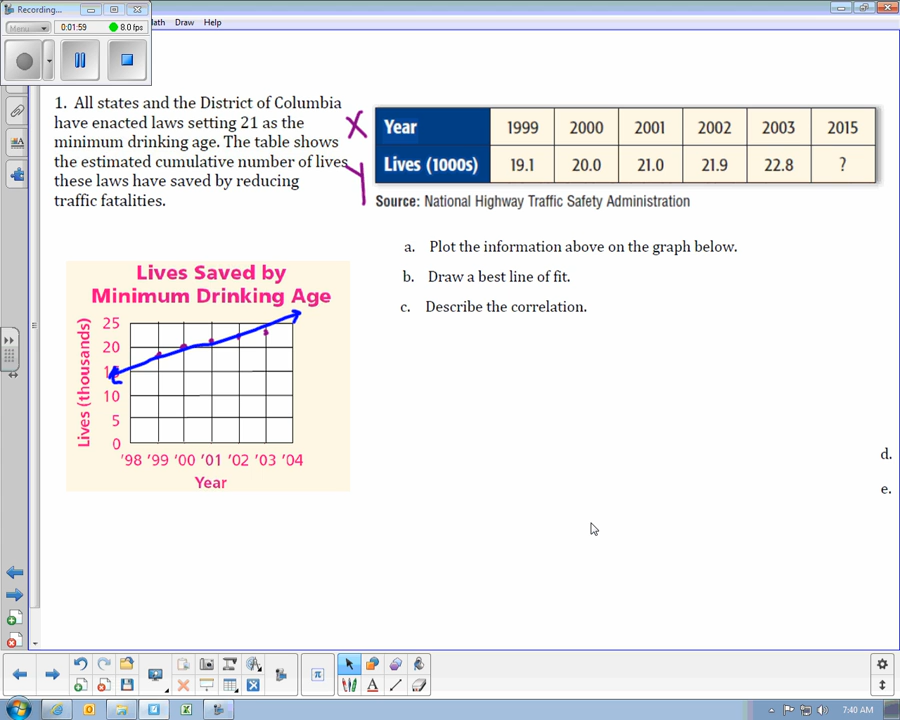 Recording...
Menu
0:01:59
8.0 fps
ath Draw Help
1. All states and the District of Columbia
have enacted laws setting 21 as the
minimum drinking age. The table shows
the estimated cumulative number of lives
these laws have saved by reducing
traffic fatalities.
X
Year 1999 2000 2001 2002 2003 2015
Y
Lives (1000s) 19.1 20.0 21.0 21.9 22.8 ?
Source: National Highway Traffic Safety Administration
a. Plot the information above on the graph below.
b. Draw a best line of fit.
c. Describe the correlation.
d.
e.
Lives Saved by
Minimum Drinking Age
Lives (thousands)
25
20
10
5
0
'98 '99 '00 '01 '02 '03 '04
Year
π
A
7:40 AM